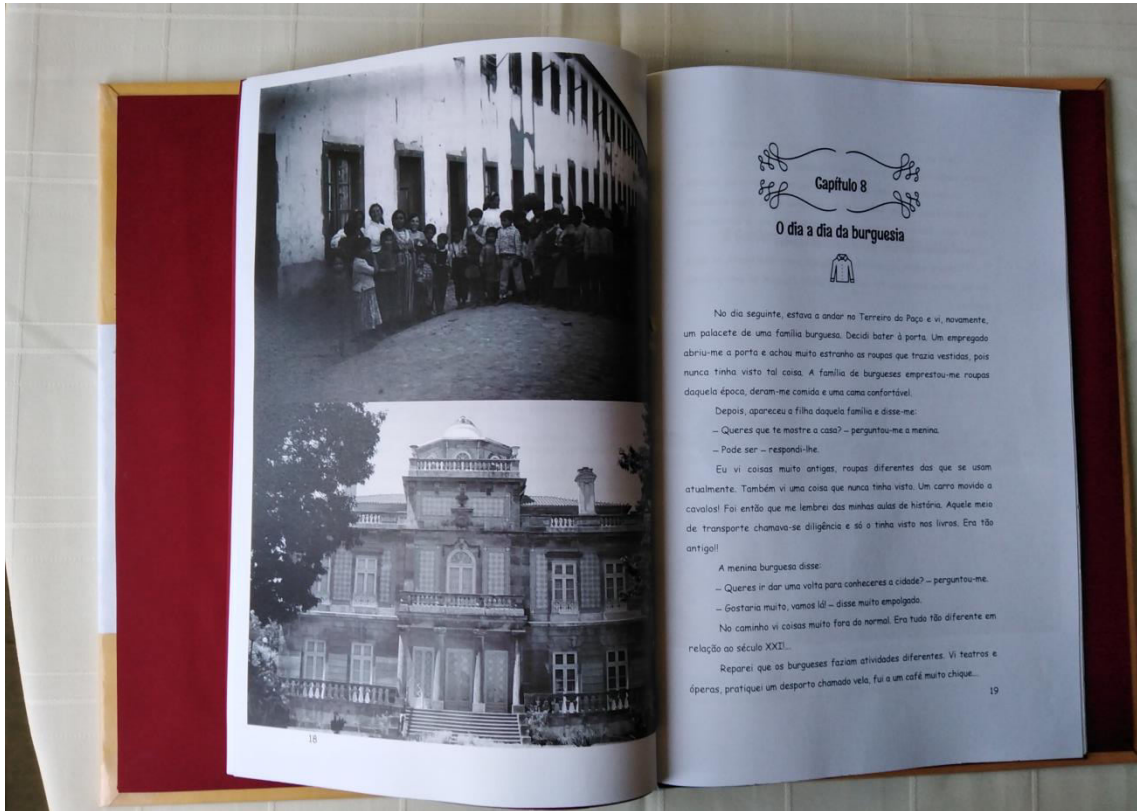 18
Capítulo 8
O dia a dia da burguesia
No dia seguinte, estava a andar no Terreiro do Paço e vi, novamente,
um palacete de uma família burguesa. Decidi bater à porta. Um empregado
abriu-me a porta e achou muito estranho as roupas que trazia vestidas, pois
nunca tinha visto tal coisa. A família de burgueses emprestou-me roupas
daquela época, deram-me comida e uma cama confortável.
Depois, apareceu a filha daquela família e disse-me:
– Queres que te mostre a casa? – perguntou-me a menina.
– Pode ser – respondi-lhe.
Eu vi coisas muito antigas, roupas diferentes das que se usam
atualmente. Também vi uma coisa que nunca tinha visto. Um carro movido a
cavalos! Foi então que me lembrei das minhas aulas de história. Aquele meio
de transporte chamava-se diligência e só o tinha visto nos livros. Era tão
antigo!!
A menina burguesa disse:
– Queres ir dar uma volta para conheceres a cidade? – perguntou-me.
– Gostaria muito, vamos lá! – disse muito empolgado.
No caminho vi coisas muito fora do normal. Era tudo tão diferente em
relação ao século XXI!...
Reparei que os burgueses faziam atividades diferentes. Vi teatros e
óperas, pratiquei um desporto chamado vela, fui a um café muito chique...
19